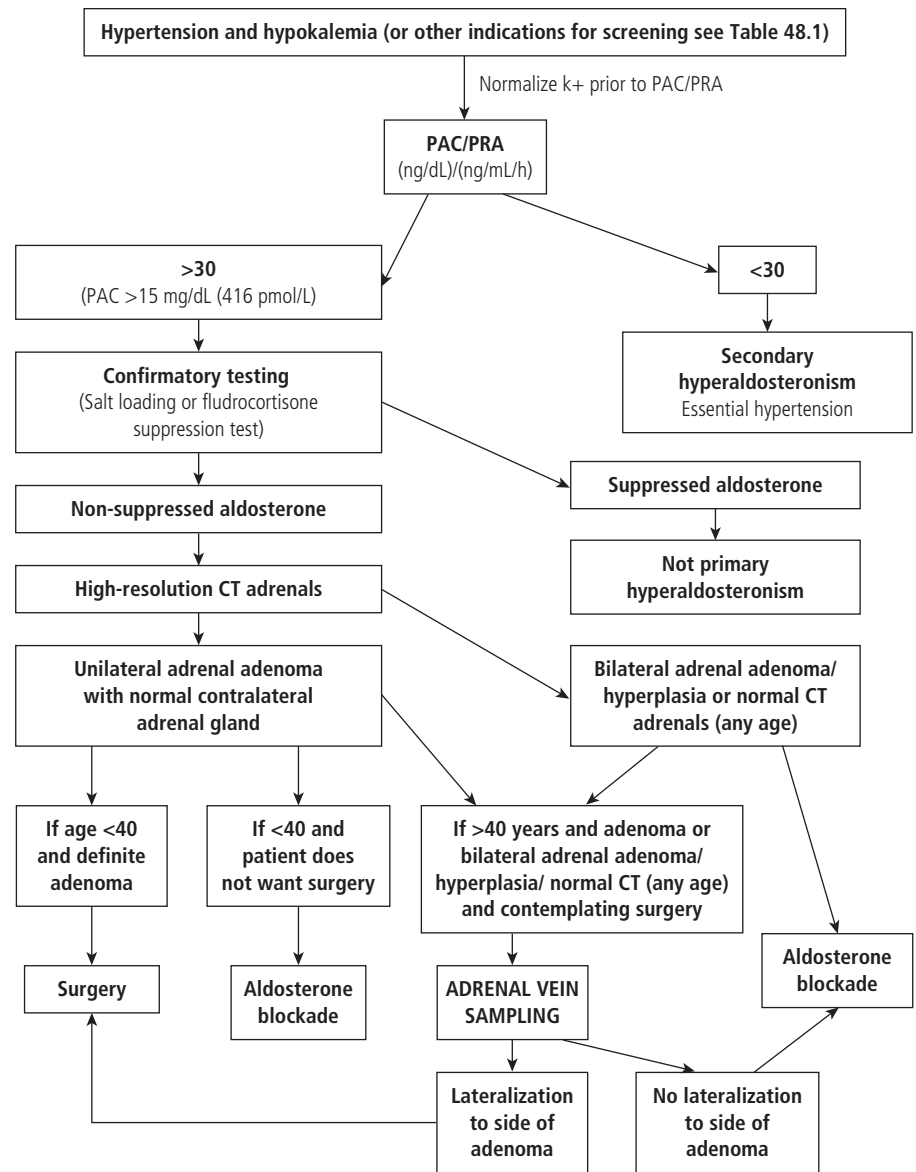 Hypertension and hypokalemia (or other indications for screening see Table 48.1)
Normalize k+ prior to PAC/PRA
PAC/PRA
(ng/dL)/(ng/mL/h)
>30
(PAC >15 mg/dL (416 pmol/L)
<30
Secondary
hyperaldosteronism
Essential hypertension
Confirmatory testing
(Salt loading or fludrocortisone
suppression test)
Suppressed aldosterone
Non-suppressed aldosterone
Not primary
hyperaldosteronism
High-resolution CT adrenals
Unilateral adrenal adenoma
with normal contralateral
adrenal gland
Bilateral adrenal adenoma/
hyperplasia or normal CT
adrenals (any age)
If age <40
and definite
adenoma
If <40 and
patient does
not want surgery
If >40 years and adenoma or
bilateral adrenal adenoma/
hyperplasia/ normal CT (any age)
and contemplating surgery
Aldosterone
blockade
Surgery
Aldosterone
blockade
ADRENAL VEIN
SAMPLING
Lateralization
to side of
adenoma
No lateralization
to side of
adenoma